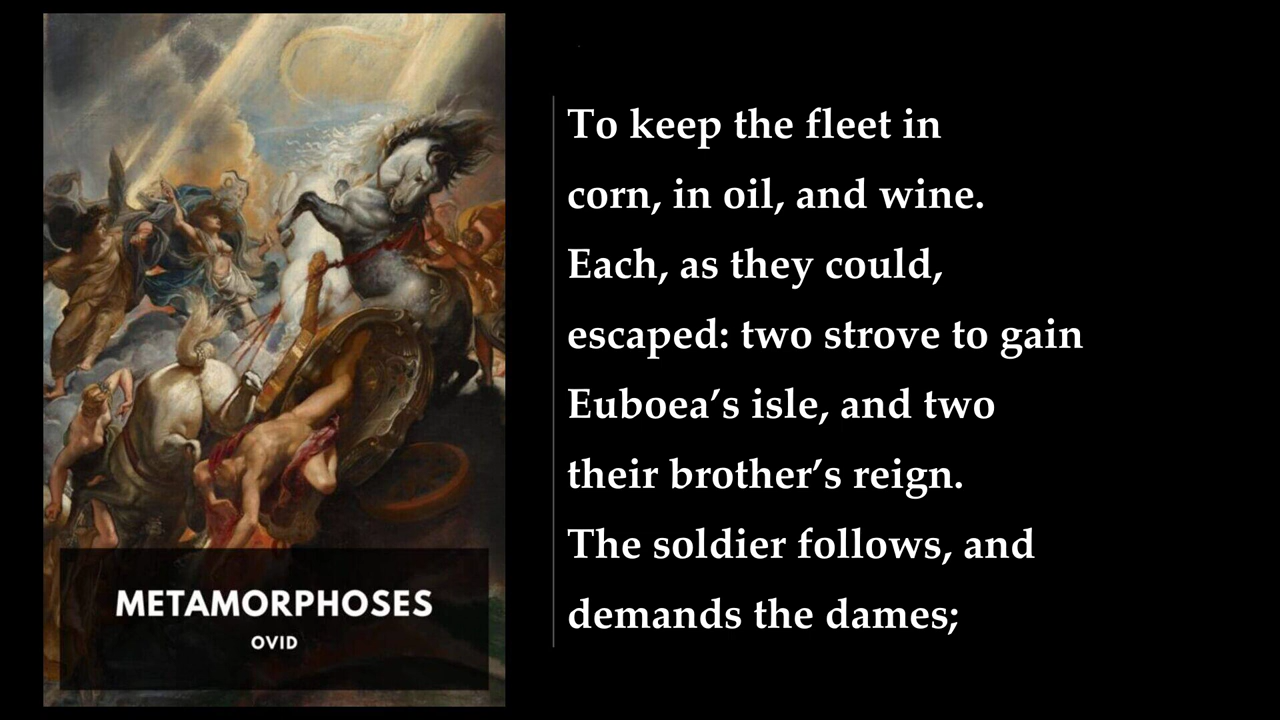 METAMORPHOSES
OVID
To keep the fleet in
corn, in oil, and wine.
Each, as they could,
escaped: two strove to gain
Euboea’s isle, and two
their brother’s reign.
The soldier follows, and
demands the dames;